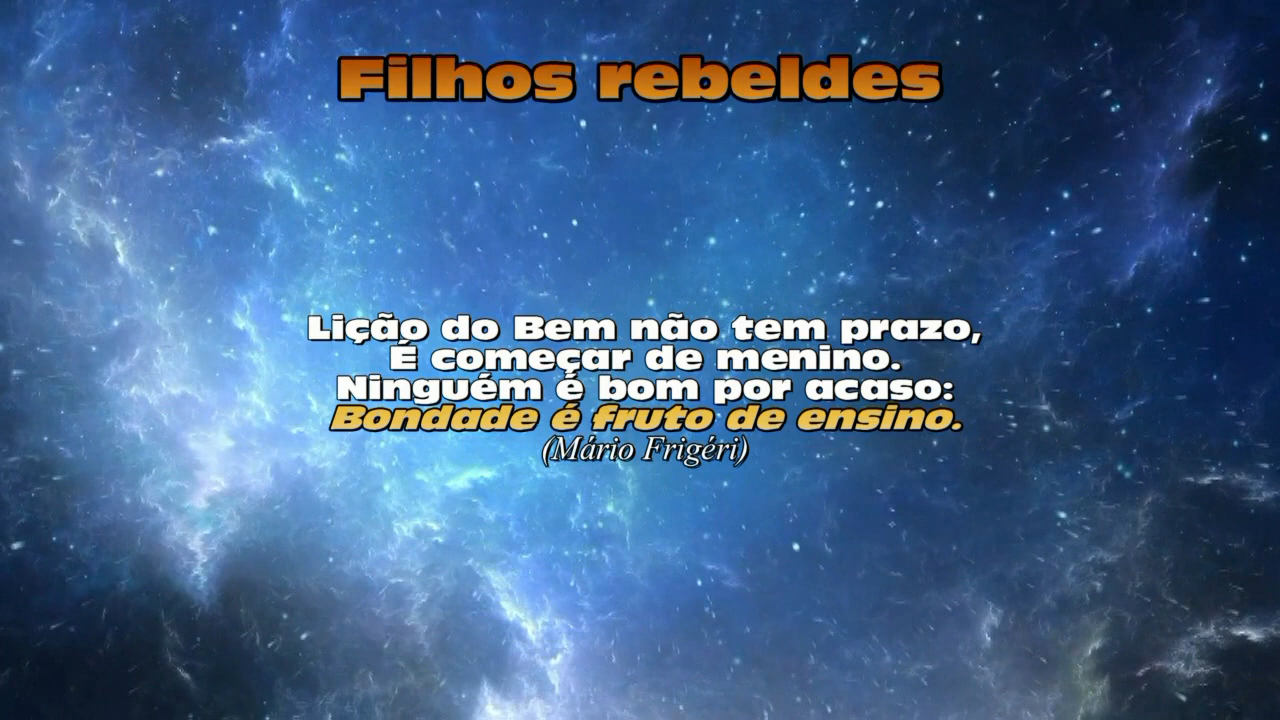 Filhos rebeldes
Lição do Bem não tem prazo,
É começar de menino.
Ninguém é bom por acaso:
Bondade é fruto de ensino.
(Mário Frigéri)